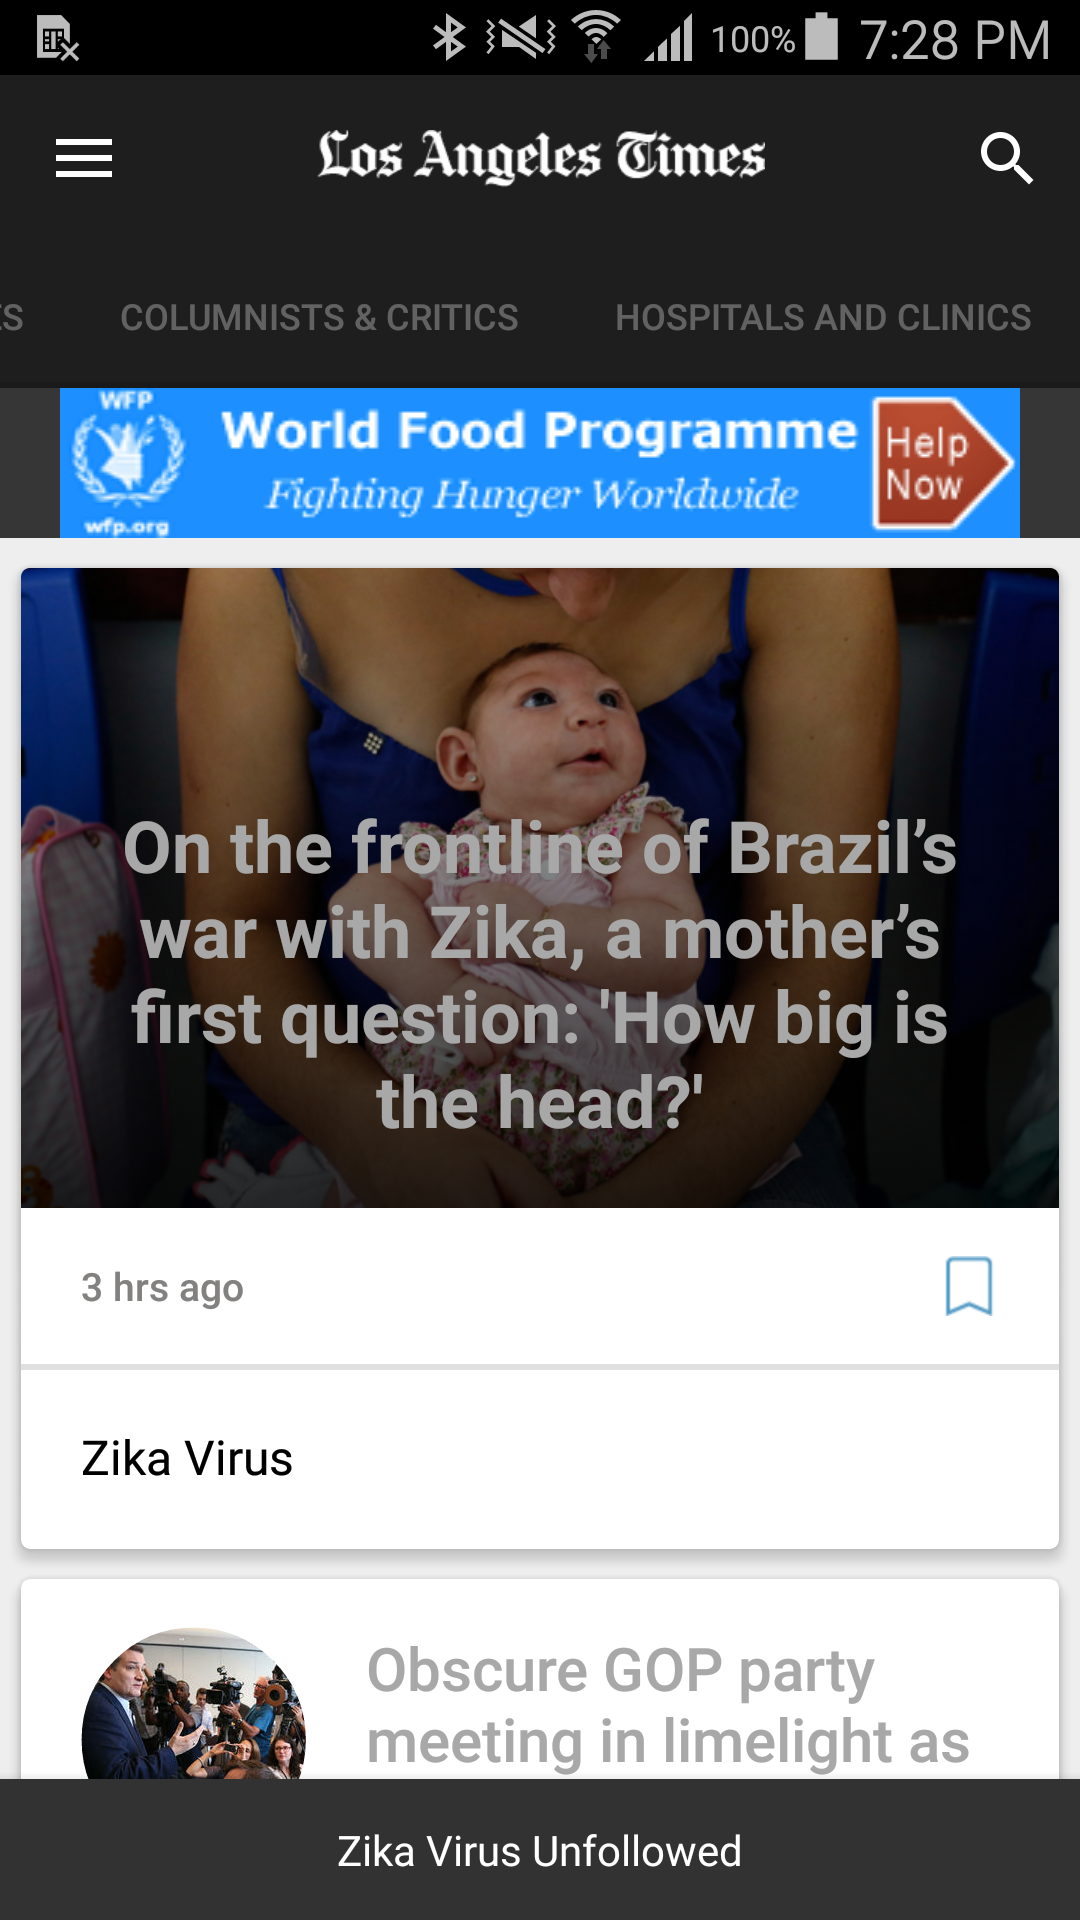 100% 7:28 PM
Los Angeles Times
COLUMNISTS & CRITICS HOSPITALS AND CLINICS
WFP
World Food Programme
Fighting Hunger Worldwide
wfp.org
Help
Now
On the frontline of Brazil’s
war with Zika, a mother’s
first question: 'How big is
the head?'
3 hrs ago
Zika Virus
Obscure GOP party
meeting in limelight as
Zika Virus Unfollowed